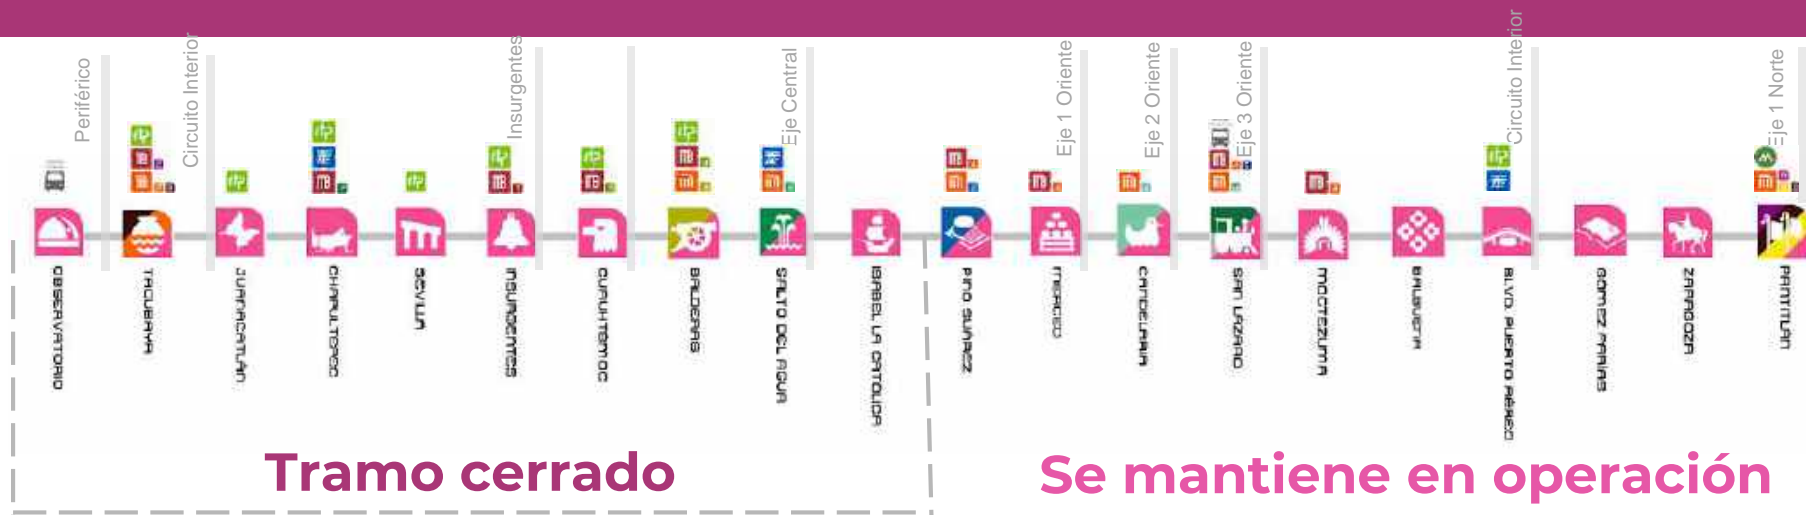 Periférico
Circuito Interior
Insurgentes
Eje Central
Eje 1 Oriente
Eje 2 Oriente
Eje 3 Oriente
Circuito Interior
Eje 1 Norte
OBSERVATORIO
TACUBAYA
JUANACATLÁN
CHAPULTEPEC
SEVILLA
INSURGENTES
CUAUHTEMOC
BALDERAS
SALTO DEL AGUA
ISABEL LA CATOLICA
PINO SUÁREZ
MERCED
CANDELARIA
SAN LÁZARO
MOCTEZUMA
BALBUENA
BLVD. PUERTO AÉREO
GOMEZ FARÍAS
ZARAGOZA
PANTITLÁN
Tramo cerrado
Se mantiene en operación